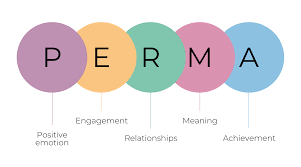 P E R M A
Engagement
Meaning
Positive
emotion
Relationships
Achievement